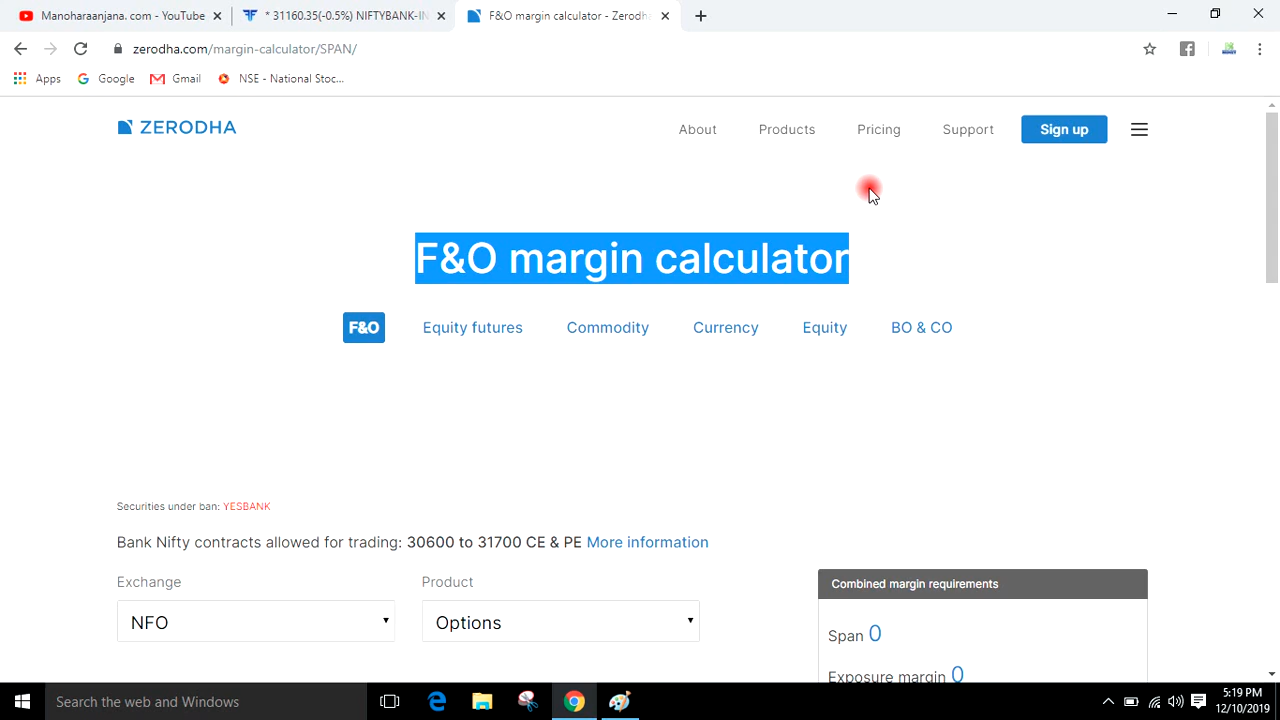 Manoharaanjana. com - YouTube
* 31160.35(-0.5%) NIFTYBANK-IN
F&O margin calculator - Zerodh
zerodha.com/margin-calculator/SPAN/
Apps
Google
Gmail
NSE - National Stoc...
ZERODHA
About
Products
Pricing
Support
Sign up
F&O margin calculator
F&O
Equity futures
Commodity
Currency
Equity
BO & CO
Securities under ban: YESBANK
Bank Nifty contracts allowed for trading: 30600 to 31700 CE & PE More information
Exchange
Product
Combined margin requirements
NFO
Options
Span 0
Exposure margin 0
Search the web and Windows
5:19 PM
12/10/2019